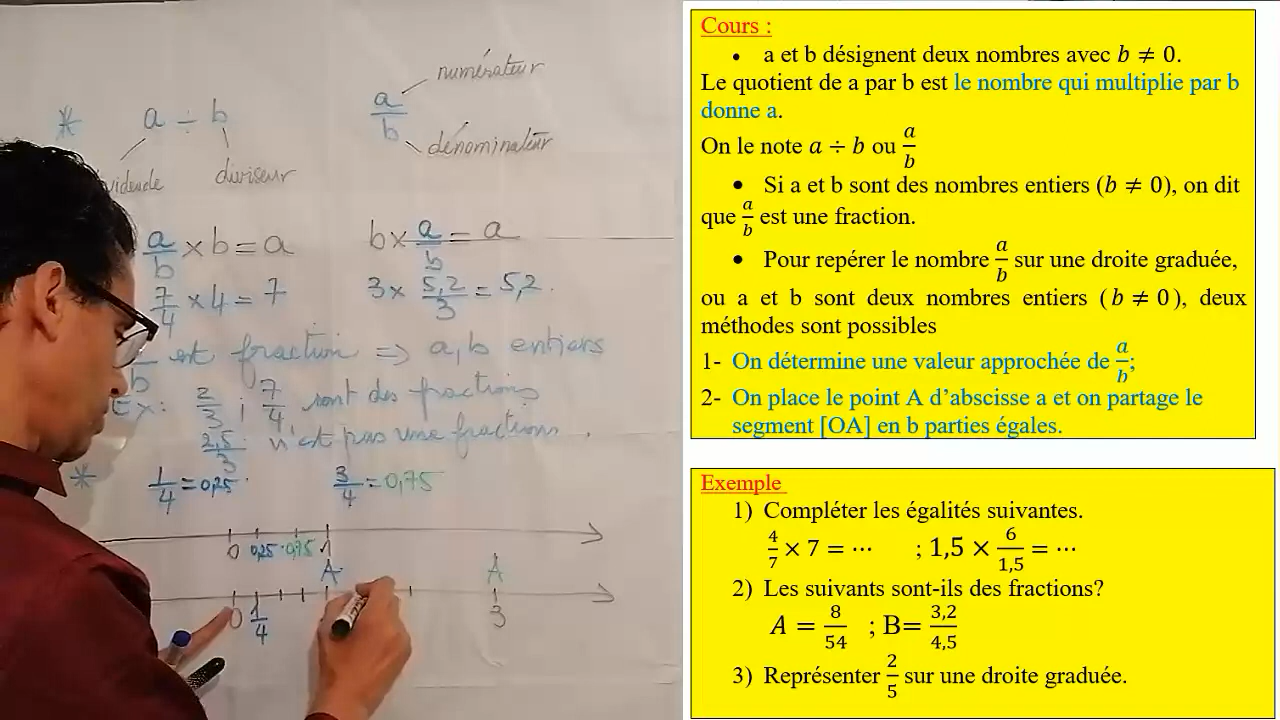 numérateur
* a ÷ b
a/b
dénominateur
diviseur
a/b × b = a
b × a/b = a
7/4 × 4 = 7
3 × 5,2/3 = 5,2.
est fraction ⇒ a, b entiers
Ex: 2/3 ; 7/4, sont des fractions
2,5/3 : n'est pas une fractions.
* 1/4 = 0,25
3/4 = 0,75
0 0,25 0,75 1
A A
0 1/4 3
Cours :
• a et b désignent deux nombres avec b ≠ 0.
Le quotient de a par b est le nombre qui multiplie par b
donne a.
On le note a ÷ b ou a/b
• Si a et b sont des nombres entiers (b ≠ 0), on dit
que a/b est une fraction.
• Pour repérer le nombre a/b sur une droite graduée,
ou a et b sont deux nombres entiers (b ≠ 0), deux
méthodes sont possibles
1- On détermine une valeur approchée de a/b;
2- On place le point A d'abscisse a et on partage le
segment [OA] en b parties égales.
Exemple
1) Compléter les égalités suivantes.
4/7 × 7 = ⋯ ; 1,5 × 6/1,5 = ⋯
2) Les suivants sont-ils des fractions?
A = 8/54 ; B= 3,2/4,5
3) Représenter 2/5 sur une droite graduée.